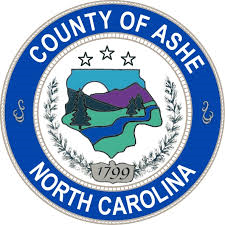 COUNTY OF ASHE
1799
NORTH CAROLINA